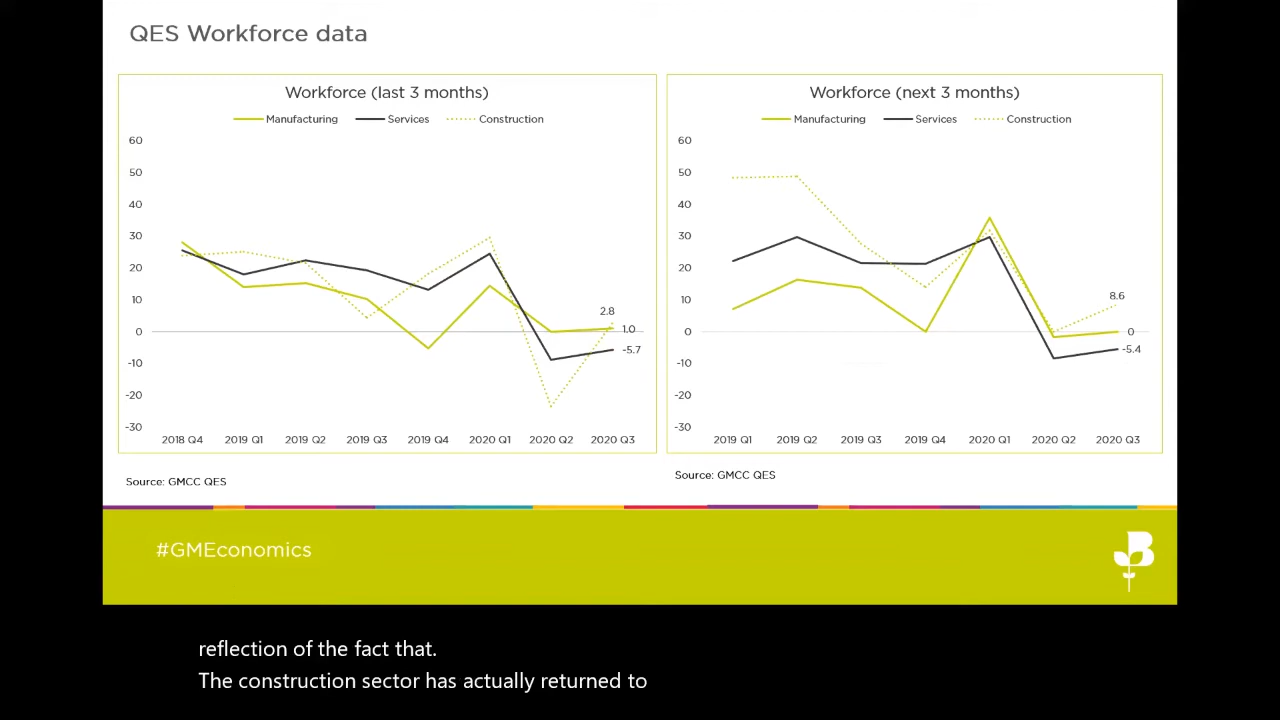 QES Workforce data
Workforce (last 3 months)
Manufacturing Services Construction
60
50
40
30
20
10
0
-10
-20
-30
2.8
1.0
-5.7
2018 Q4 2019 Q1 2019 Q2 2019 Q3 2019 Q4 2020 Q1 2020 Q2 2020 Q3
Source: GMCC QES
Workforce (next 3 months)
Manufacturing Services Construction
60
50
40
30
20
10
0
-10
-20
-30
8.6
0
-5.4
2019 Q1 2019 Q2 2019 Q3 2019 Q4 2020 Q1 2020 Q2 2020 Q3
Source: GMCC QES
#GMEconomics
reflection of the fact that.
The construction sector has actually returned to